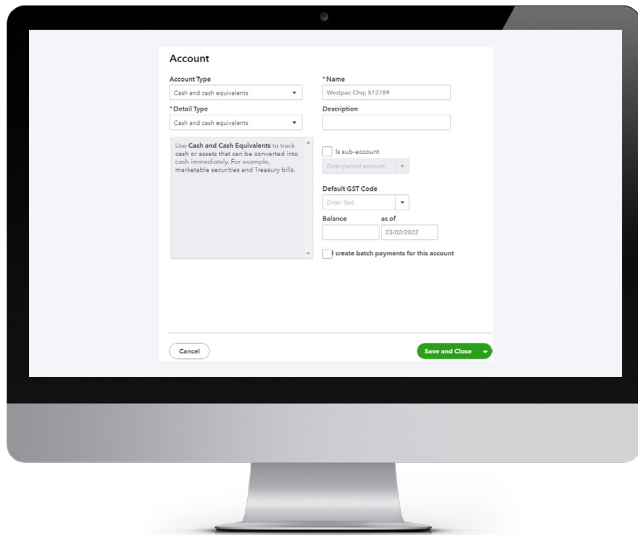 Account
Account Type
Cash and cash equivalents
*Detail Type
Cash and cash equivalents
Use Cash and Cash Equivalents to track
cash or assets that can be converted into
cash immediately. For example,
marketable securities and Treasury bills.
*Name
Westpac Chq 512789
Description
Is sub-account
Enter parent account
Default GST Code
Enter Text
Balance as of
23/02/2022
I create batch payments for this account
Cancel
Save and Close